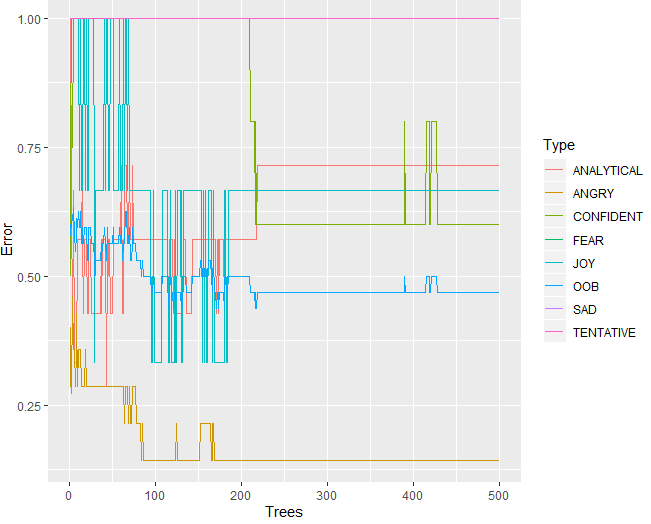 1.00
0.75
0.50
0.25
Error
0 100 200 300 400 500
Trees
Type
ANALYTICAL
ANGRY
CONFIDENT
FEAR
JOY
OOB
SAD
TENTATIVE